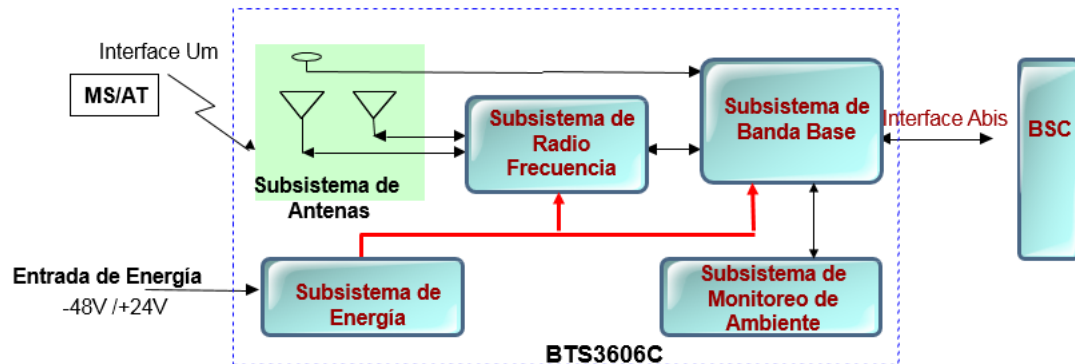 Interface Um
MS/AT
Subsistema de
Antenas
Subsistema de
Radio
Frecuencia
Subsistema de
Banda Base
Interface Abis
BSC
Entrada de Energía
-48V /+24V
Subsistema de
Energía
Subsistema de
Monitoreo de
Ambiente
BTS3606C